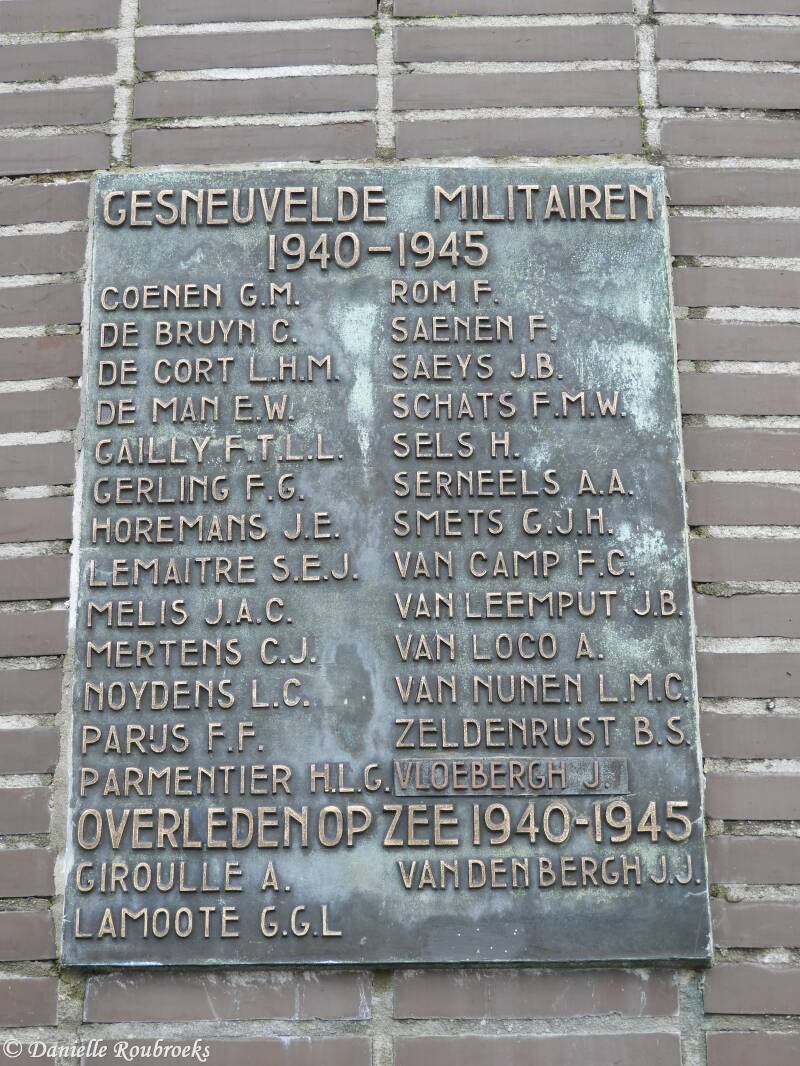 GESNEUVELDE MILITAIREN
1940-1945
COENEN G.M.
DE BRUYN C.
DE CORT L.H.M.
DE MAN E.W.
GAILLY F.T.L.L.
GERLING F.G.
HOREMANS J.E.
LEMAITRE S.E.J.
MELIS J.A.C.
MERTENS C.J.
NOYDENS L.C.
PARIJS F.F.
PARMENTIER H.L.G.
ROM F.
SAENEN F.
SAEYS J.B.
SCHATS F.M.W.
SELS H.
SERNEELS A.A.
SMETS G.J.H.
VAN CAMP F.C.
VAN LEEMPUT J.B.
VAN LOCO A.
VAN NUNEN L.M.C.
ZELDENRUST B.S.
VLOEBERGH J.
OVERLEDEN OP ZEE 1940-1945
GIROULLE A.
LAMOOTE G.G.L
VAN DEN BERGH J.J.
© Danielle Roubroeks